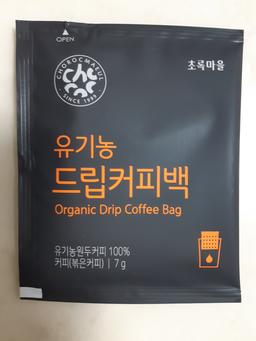 OPEN
CHOROCMAEUL
SINCE 1999
초록마을
유기농
드립커피백
Organic Drip Coffee Bag
유기농원두커피 100%
커피(볶은커피) | 7 g